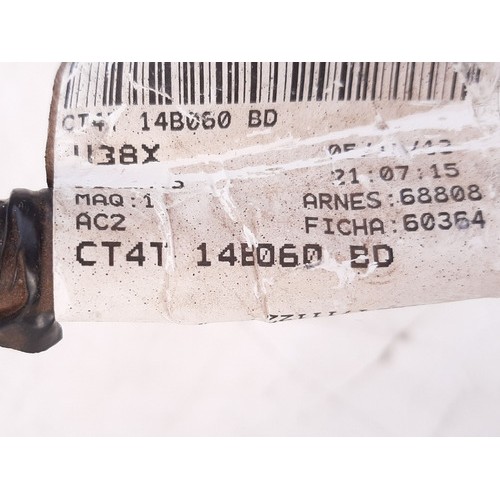 CT4T 14B060 BD
U38X
21:07:15
MAQ:1 ARNES:68808
AC2 FICHA:60364
CT4T 14B060 BD